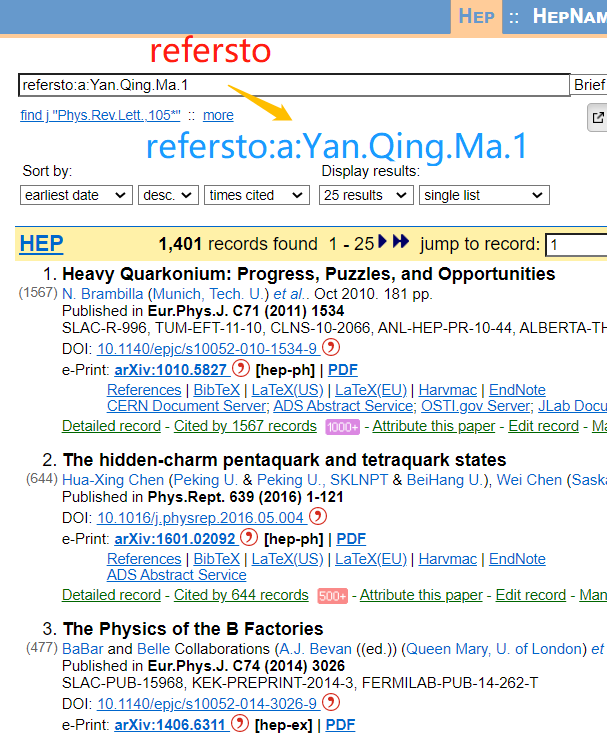 HEP :: HEPNAM
refersto
refersto:a:Yan.Qing.Ma.1 Brief
find j "Phys.Rev.Lett.,105*" :: more
refersto:a:Yan.Qing.Ma.1
Sort by: Display results:
earliest date desc. times cited 25 results single list
HEP 1,401 records found 1 - 25 jump to record: 1
1. Heavy Quarkonium: Progress, Puzzles, and Opportunities
(1567) N. Brambilla (Munich, Tech. U.) et al.. Oct 2010. 181 pp.
Published in Eur.Phys.J. C71 (2011) 1534
SLAC-R-996, TUM-EFT-11-10, CLNS-10-2066, ANL-HEP-PR-10-44, ALBERTA-TH
DOI: 10.1140/epjc/s10052-010-1534-9
e-Print: arXiv:1010.5827 [hep-ph] | PDF
References | BibTeX | LaTeX(US) | LaTeX(EU) | Harvmac | EndNote
CERN Document Server; ADS Abstract Service; OSTI.gov Server; JLab Docu
Detailed record - Cited by 1567 records 1000+ - Attribute this paper - Edit record - Ma
2. The hidden-charm pentaquark and tetraquark states
(644) Hua-Xing Chen (Peking U. & Peking U., SKLNPT & BeiHang U.), Wei Chen (Saska
Published in Phys.Rept. 639 (2016) 1-121
DOI: 10.1016/j.physrep.2016.05.004
e-Print: arXiv:1601.02092 [hep-ph] | PDF
References | BibTeX | LaTeX(US) | LaTeX(EU) | Harvmac | EndNote
ADS Abstract Service
Detailed record - Cited by 644 records 500+ - Attribute this paper - Edit record - Man
3. The Physics of the B Factories
(477) BaBar and Belle Collaborations (A.J. Bevan ((ed.)) (Queen Mary, U. of London) et
Published in Eur.Phys.J. C74 (2014) 3026
SLAC-PUB-15968, KEK-PREPRINT-2014-3, FERMILAB-PUB-14-262-T
DOI: 10.1140/epjc/s10052-014-3026-9
e-Print: arXiv:1406.6311 [hep-ex] | PDF